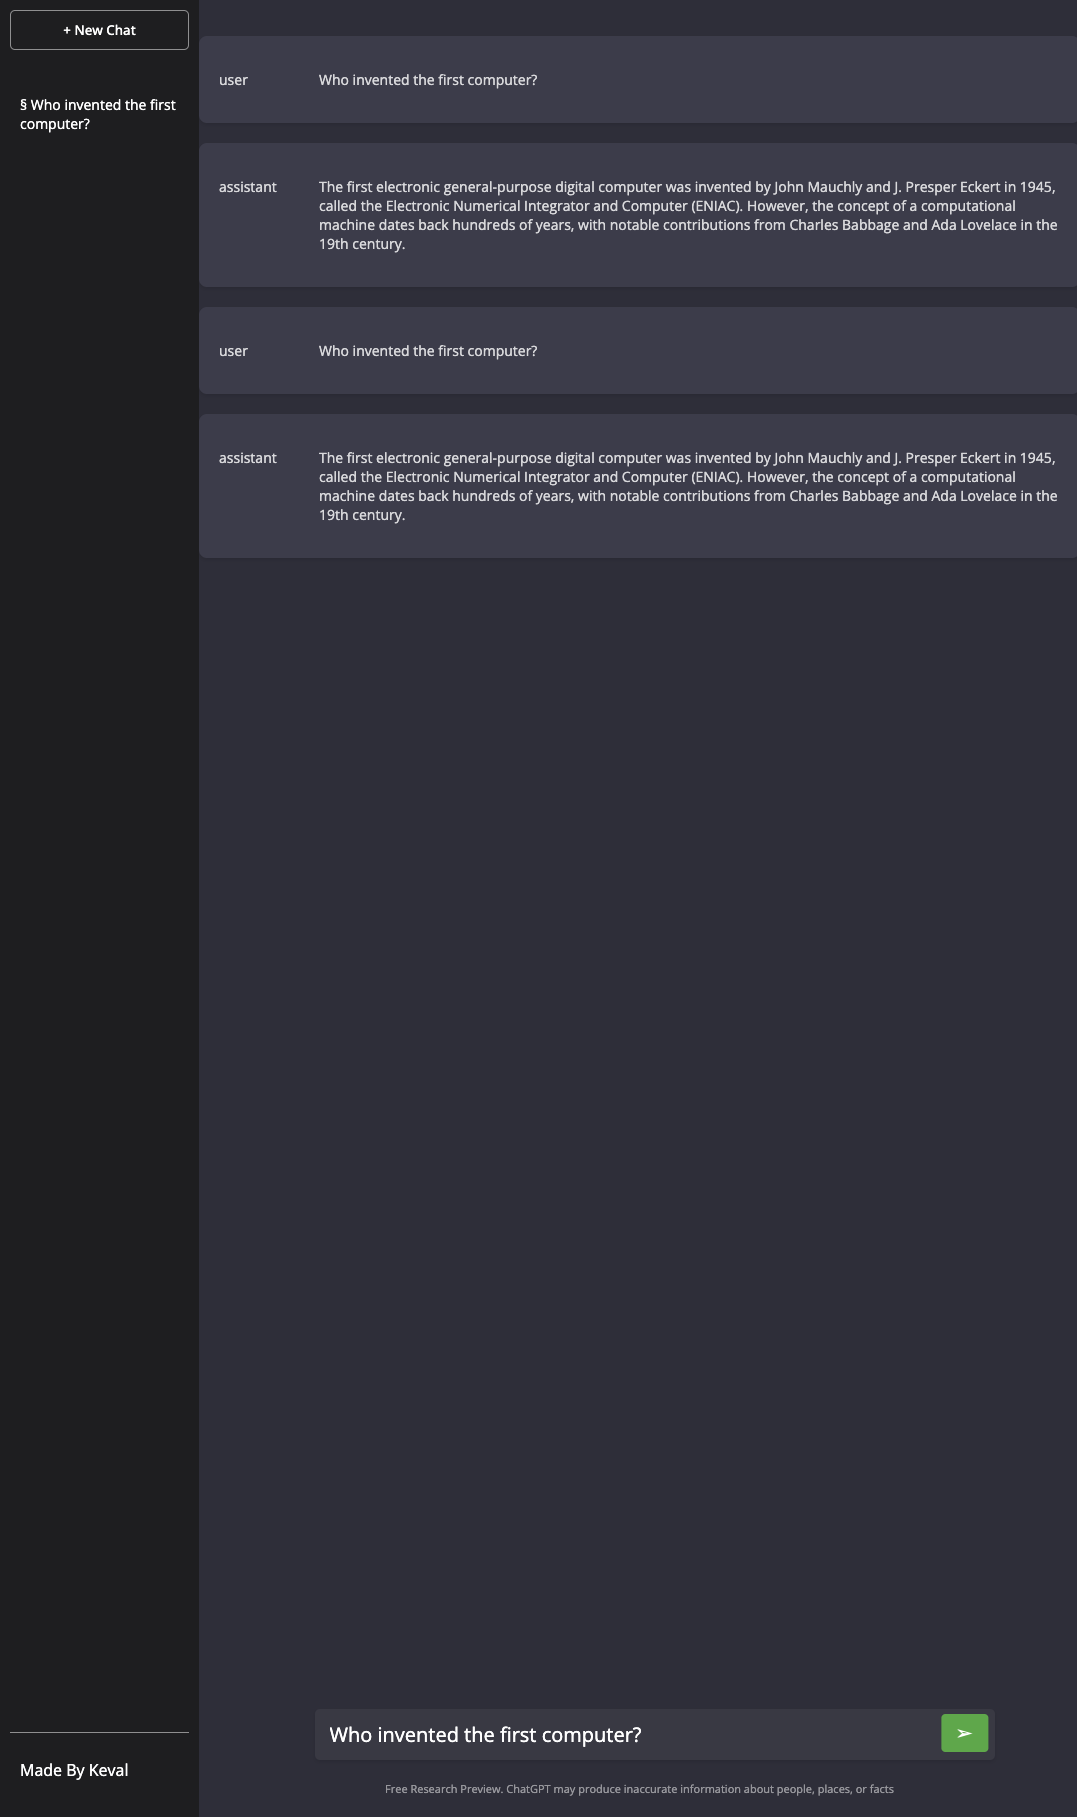 + New Chat
§ Who invented the first
computer?
user
Who invented the first computer?
assistant
The first electronic general-purpose digital computer was invented by John Mauchly and J. Presper Eckert in 1945,
called the Electronic Numerical Integrator and Computer (ENIAC). However, the concept of a computational
machine dates back hundreds of years, with notable contributions from Charles Babbage and Ada Lovelace in the
19th century.
user
Who invented the first computer?
assistant
The first electronic general-purpose digital computer was invented by John Mauchly and J. Presper Eckert in 1945,
called the Electronic Numerical Integrator and Computer (ENIAC). However, the concept of a computational
machine dates back hundreds of years, with notable contributions from Charles Babbage and Ada Lovelace in the
19th century.
Who invented the first computer?
➢
Made By Keval
Free Research Preview. ChatGPT may produce inaccurate information about people, places, or facts